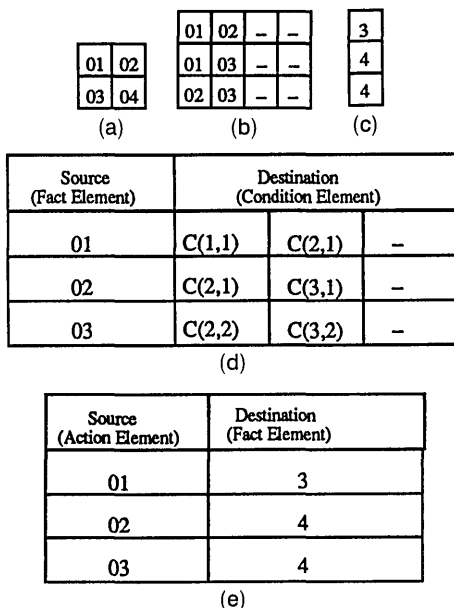 01 02
03 04
(a)
01 02 – –
01 03 – –
02 03 – –
(b)
3
4
4
(c)
Source Destination
(Fact Element) (Condition Element)
01 C(1,1) C(2,1) –
02 C(2,1) C(3,1) –
03 C(2,2) C(3,2) –
(d)
Source Destination
(Action Element) (Fact Element)
01 3
02 4
03 4
(e)